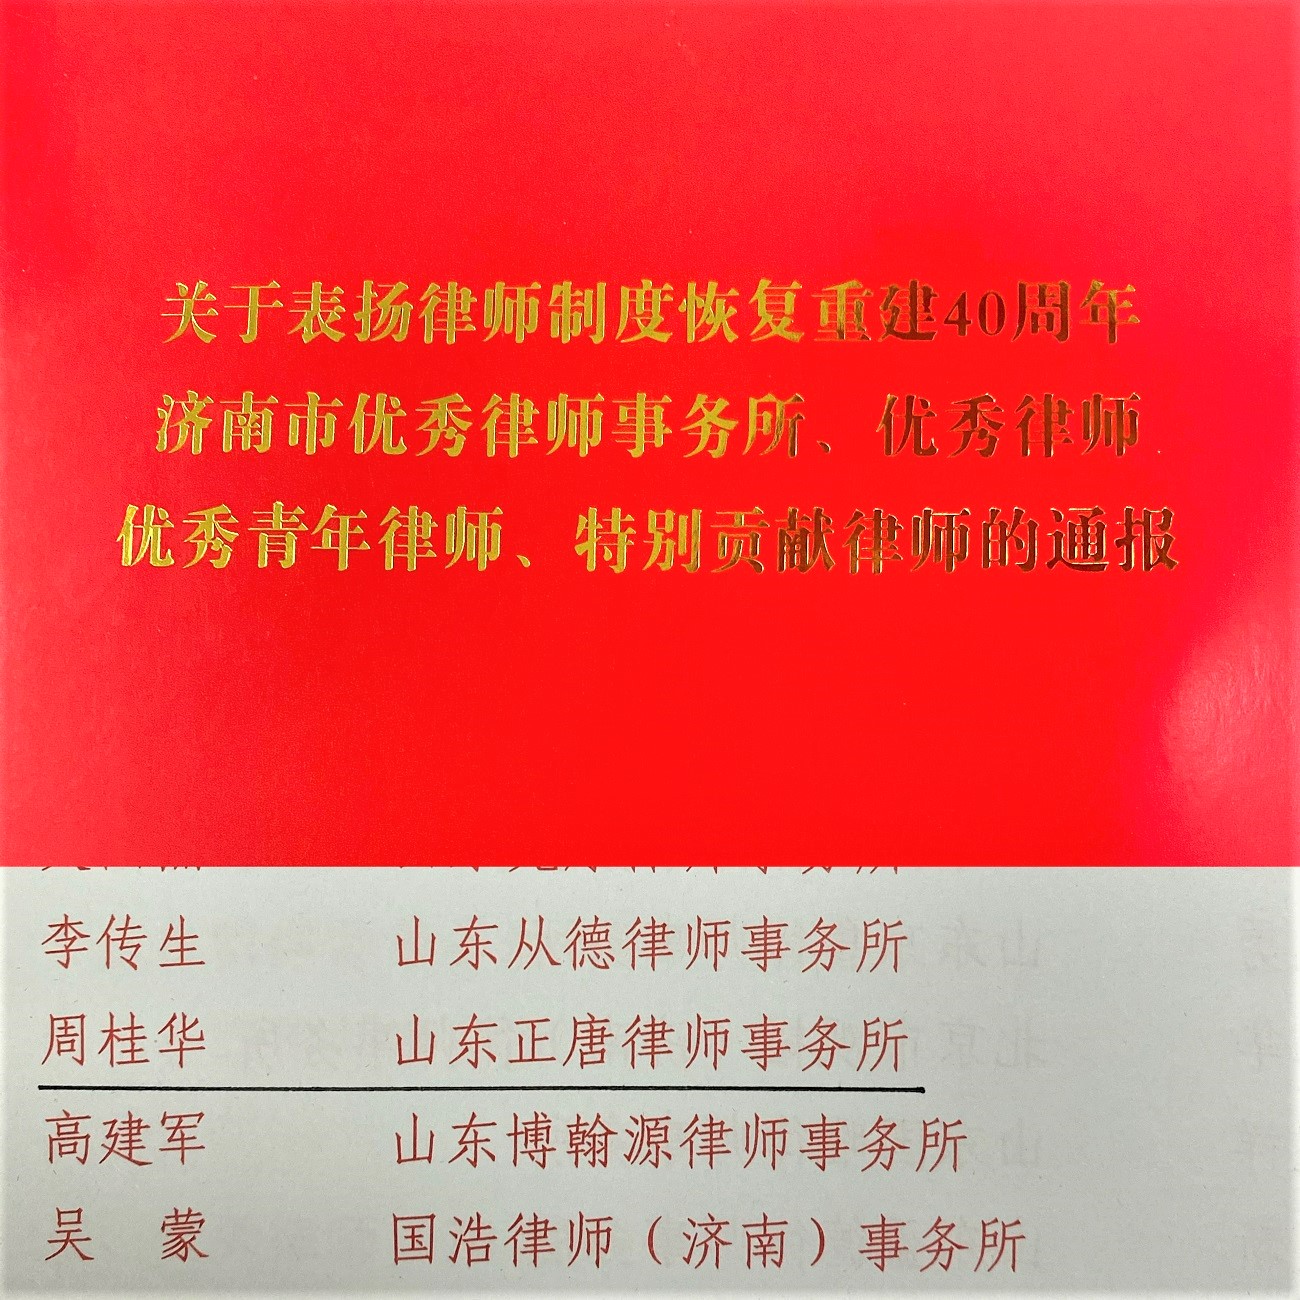 关于表扬律师制度恢复重建40周年
济南市优秀律师事务所、优秀律师
优秀青年律师、特别贡献律师的通报
李传生 山东从德律师事务所
周桂华 山东正唐律师事务所
高建军 山东博翰源律师事务所
吴 蒙 国浩律师（济南）事务所